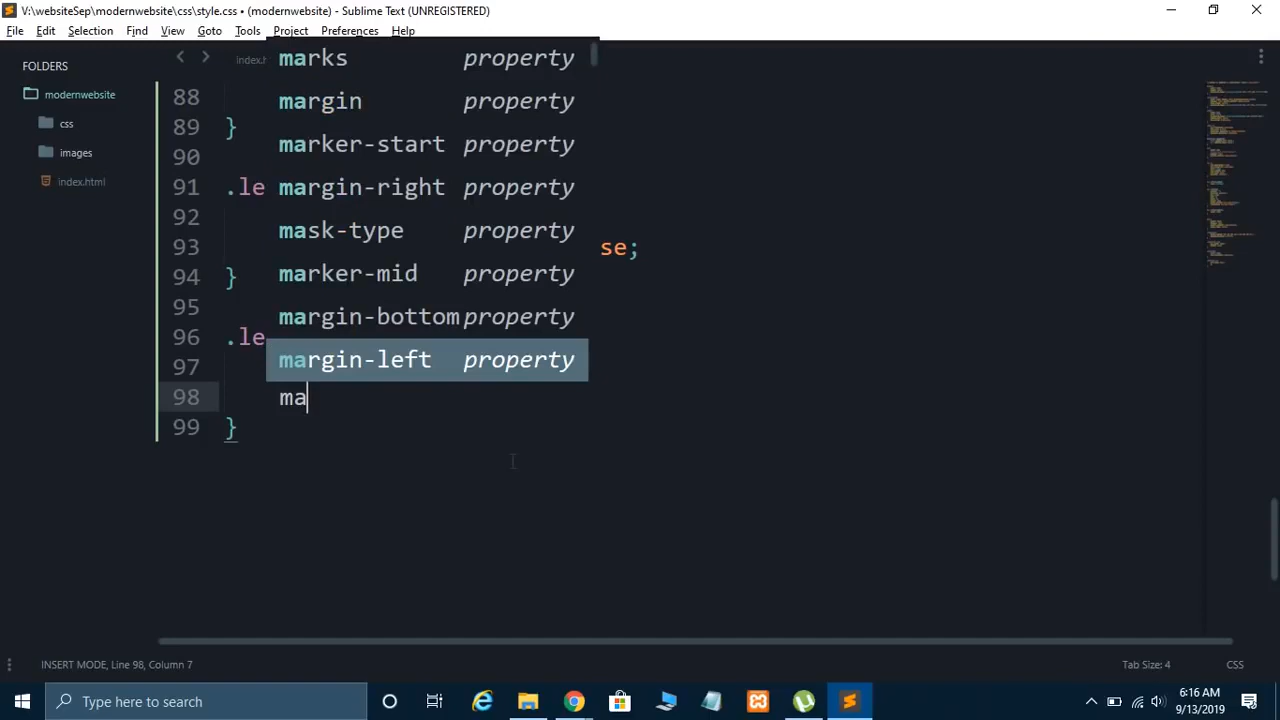 V:\websiteSep\modernwebsite\css\style.css • (modernwebsite) - Sublime Text (UNREGISTERED)
File Edit Selection Find View Goto Tools Project Preferences Help
FOLDERS
modernwebsite
css
images
index.html
index.h
marks property
margin property
marker-start property
margin-right property
mask-type property
marker-mid property
margin-bottom property
margin-left property
88
89 }
90
91 .le
92
93 se;
94 }
95
96 .le
97
98 ma
99 }
INSERT MODE, Line 98, Column 7
Tab Size: 4
CSS
Type here to search
6:16 AM
9/13/2019